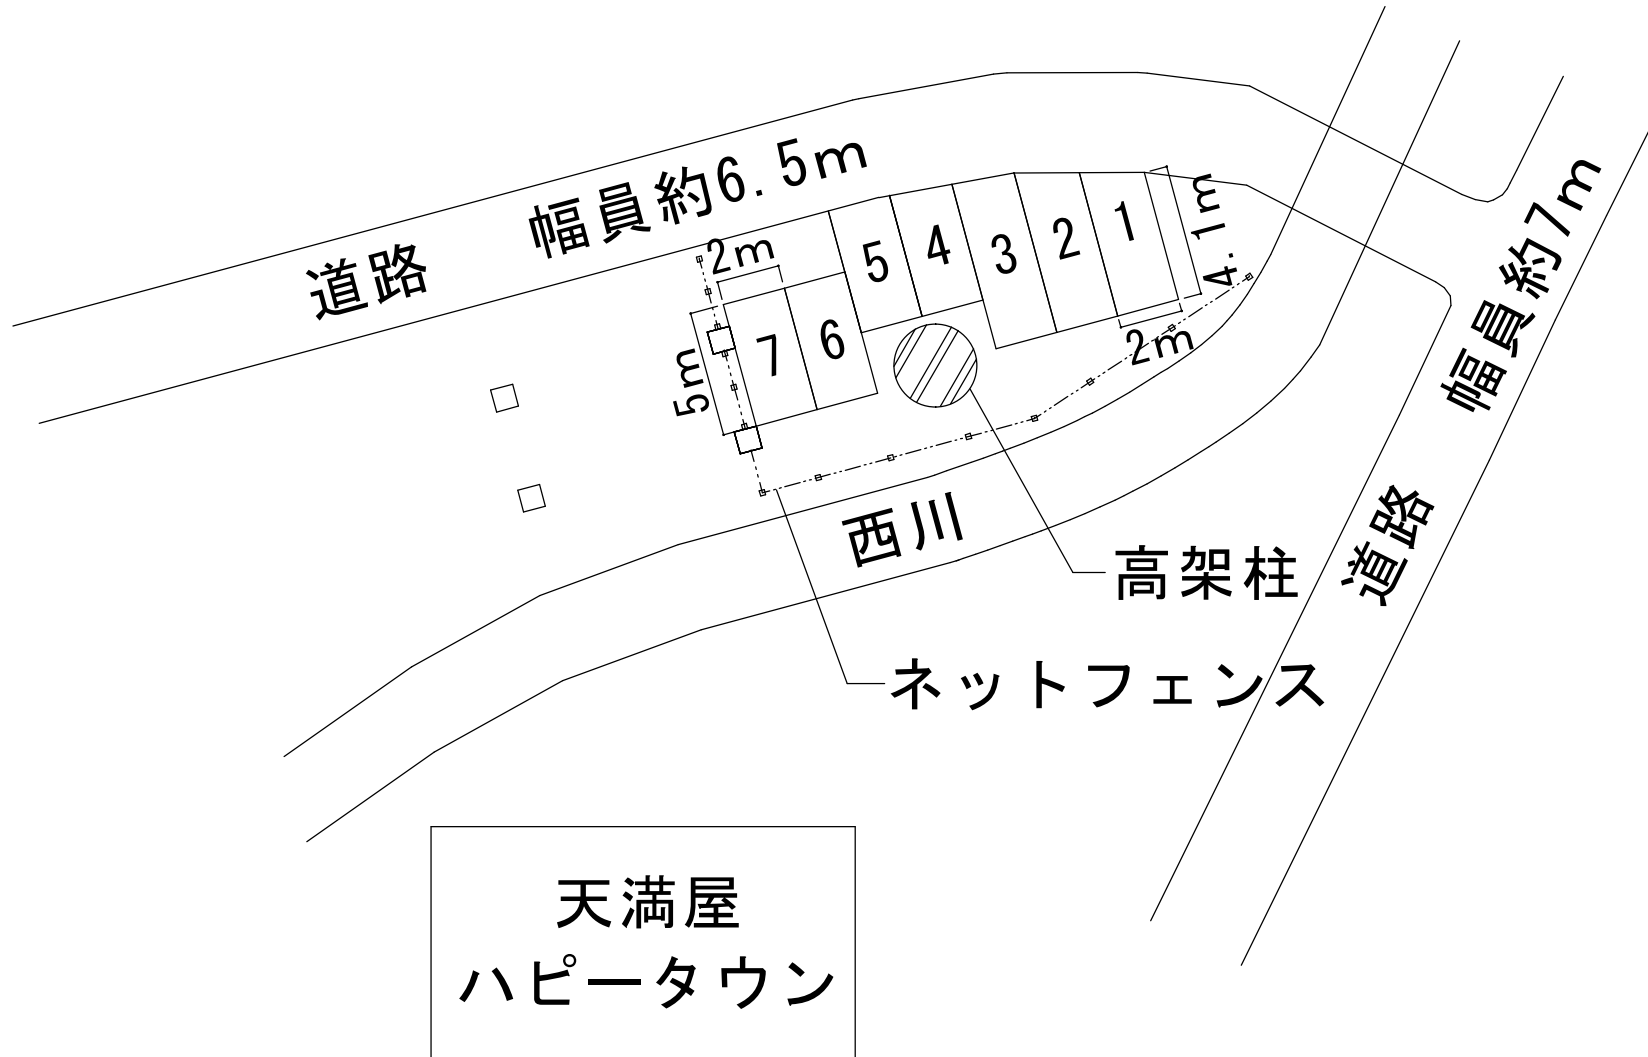 道路　幅員約6.5m
2m
5m
7
6
5
4
3
2
1
4.1m
2m
道路　幅員約7m
西川
高架柱
ネットフェンス
天満屋
ハピータウン